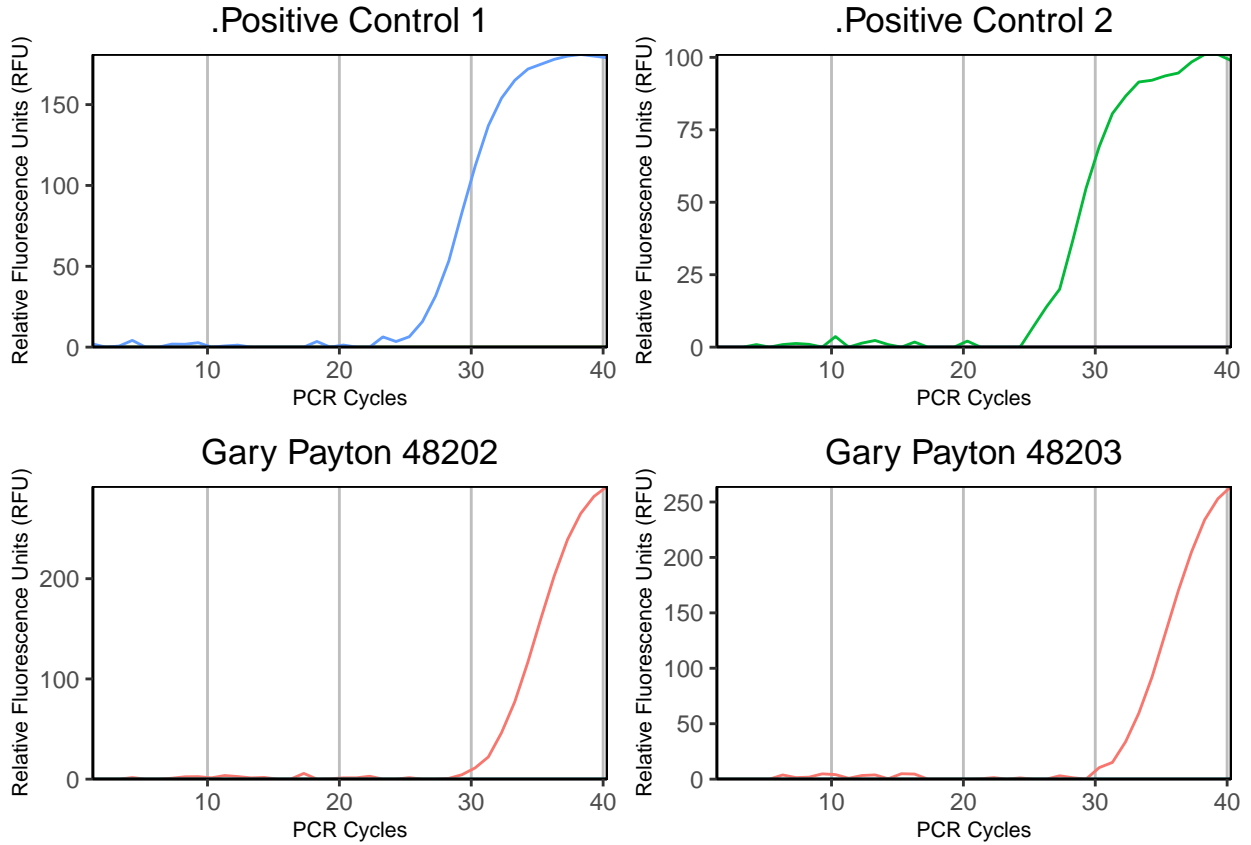 .Positive Control 1
Relative Fluorescence Units (RFU)
150
100
50
0
10 20 30 40
PCR Cycles
.Positive Control 2
Relative Fluorescence Units (RFU)
100
75
50
25
0
10 20 30 40
PCR Cycles
Gary Payton 48202
Relative Fluorescence Units (RFU)
200
100
0
10 20 30 40
PCR Cycles
Gary Payton 48203
Relative Fluorescence Units (RFU)
250
200
150
100
50
0
10 20 30 40
PCR Cycles